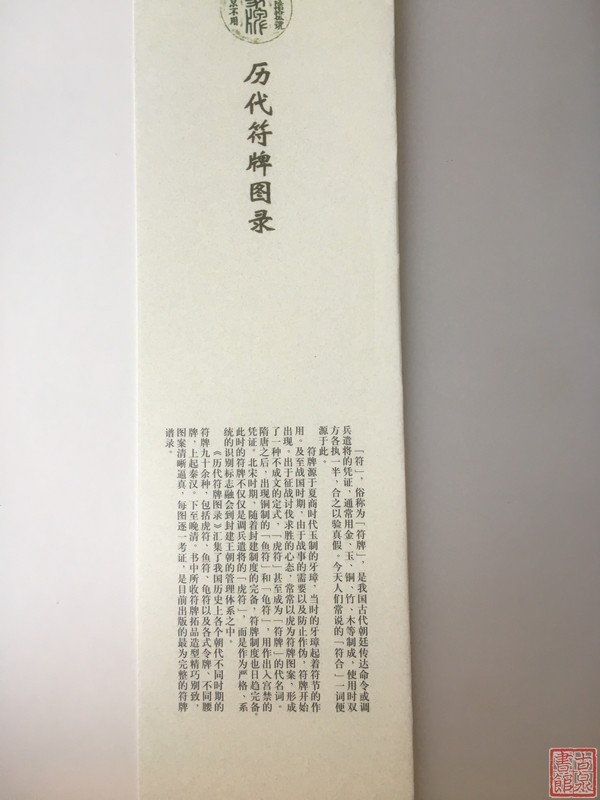 不用
历代符牌图录
「符」,俗称为「符牌」,是我国古代朝廷传达命令或调
兵遣将的凭证,通常用金、玉、铜、竹、木等制成,使用时双
方各执一半,合之以验真假。今天人们常说的「符合」一词便
源于此。
符牌源于夏商时代玉制的牙璋,当时的牙璋起着符节的作
用。及至战国时期,由于战事的需要以及防止作伪,符牌开始
出现。出于征战讨伐求胜的心态,常常以虎为符牌图案,形成
了一种不成文的定式,「虎符」甚至成为「符牌」的代名词。
隋唐之后,出现铜制的「鱼符」和「龟符」,用作出入宫禁的
凭证。北宋时期,随着封建制度的完备,符牌制度也日趋完备。
此时的符牌不仅仅是调兵遣将的「虎符」,而是作为严格、系
统的识别标志融会到封建王朝的管理体系之中。
《历代符牌图录》汇集了我国历史上各个朝代不同时期的
符牌九十余种,包括虎符、鱼符、龟符以及各式令牌、不同腰
牌,上起秦汉。下至晚清。书中所收符牌拓品造型精巧别致,
图案清晰逼真,每图逐一考证,是目前出版的最为完整的符牌
谱录。
古泉書館